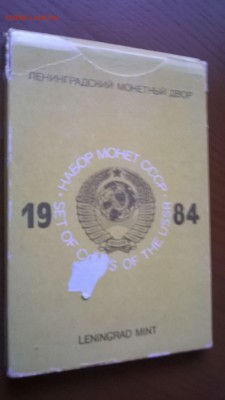 ЛЕНИНГРАДСКИЙ МОНЕТНЫЙ ДВОР
• НАБОР МОНЕТ СССР •
19 84
SET OF OF THE USSR
LENINGRAD MINT